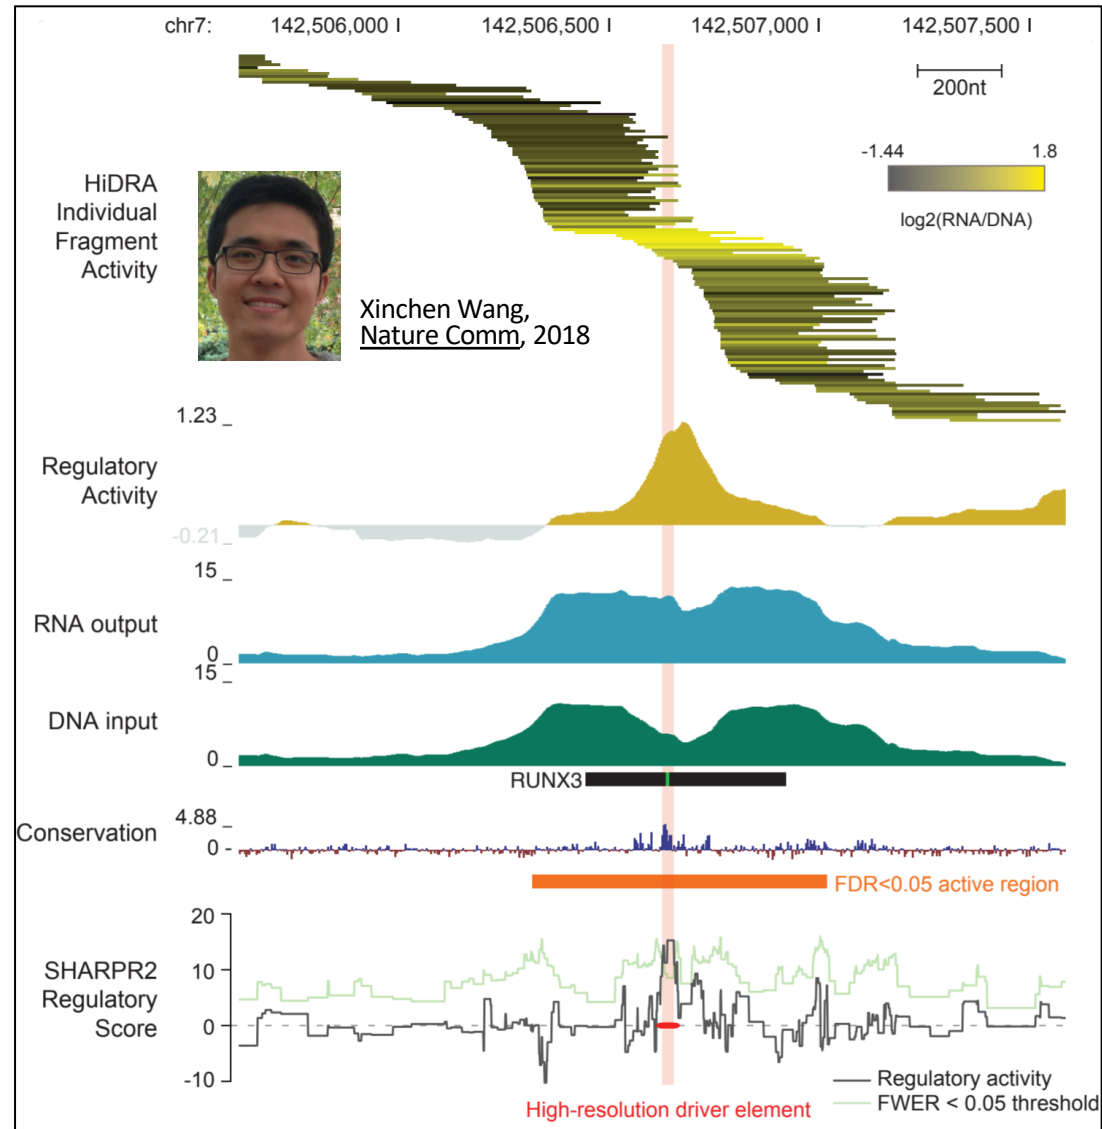 chr7: 142,506,000 I 142,506,500 I 142,507,000 I 142,507,500 I
200nt
-1.44 1.8
log2(RNA/DNA)
HiDRA
Individual
Fragment
Activity
Xinchen Wang,
Nature Comm, 2018
1.23
Regulatory
Activity
-0.21
15
RNA output
0
15
DNA input
0
RUNX3
4.88
Conservation
0
FDR<0.05 active region
20
10
SHARPR2
Regulatory
Score
0
-10
High-resolution driver element
Regulatory activity
FWER < 0.05 threshold